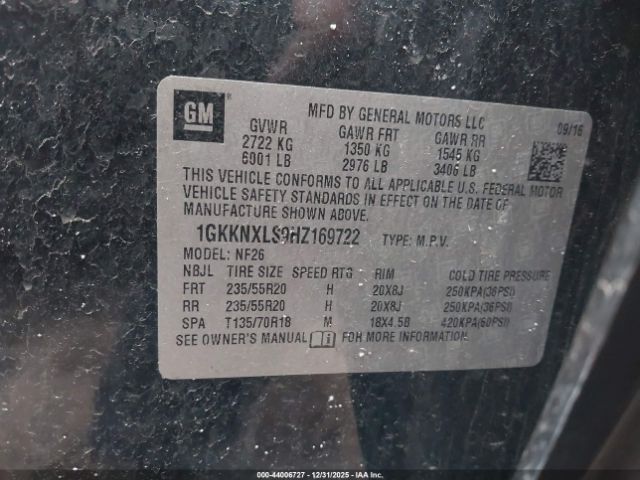 GM
MFD BY GENERAL MOTORS LLC
09/16
GVWR GAWR FRT GAWR RR
2722 KG 1350 KG 1545 KG
6001 LB 2976 LB 3406 LB
THIS VEHICLE CONFORMS TO ALL APPLICABLE U.S. FEDERAL MOTOR
VEHICLE SAFETY STANDARDS IN EFFECT ON THE DATE OF
MANUFACTURE SHOWN ABOVE.
1GKKNXLS9HZ169722 TYPE: M.P.V.
MODEL: NF26
NBJL TIRE SIZE SPEED RTG RIM COLD TIRE PRESSURE
FRT 235/55R20 H 20X8J 250KPA(36PSI)
RR 235/55R20 H 20X8J 250KPA(36PSI)
SPA T135/70R18 M 18X4.5B 420KPA(60PSI)
SEE OWNER'S MANUAL FOR MORE INFORMATION.
000-44006727 - 12/31/2025 - IAAI.com